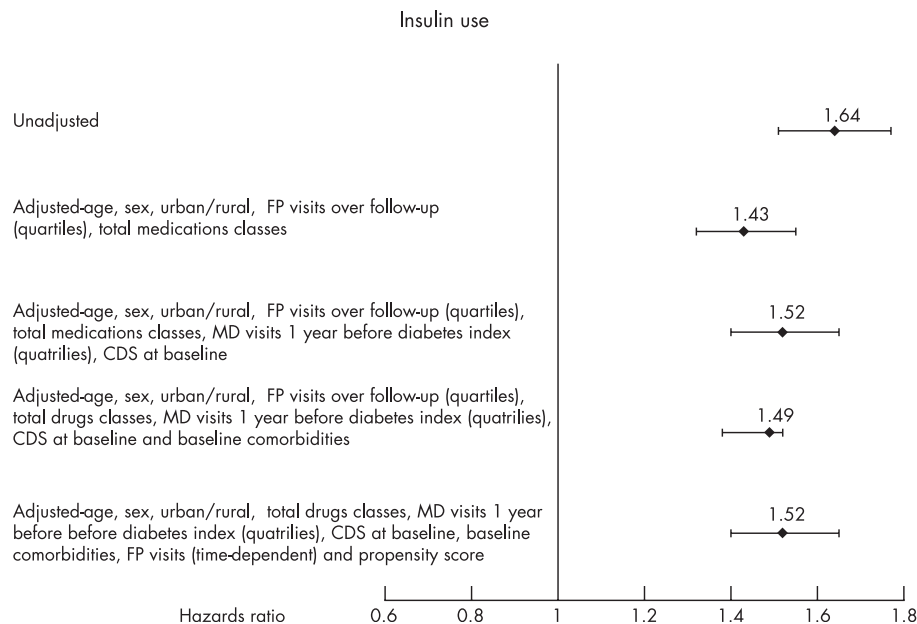 Insulin use
Unadjusted
1.64
Adjusted-age, sex, urban/rural, FP visits over follow-up
(quartiles), total medications classes
1.43
Adjusted-age, sex, urban/rural, FP visits over follow-up (quartiles),
total medications classes, MD visits 1 year before diabetes index
(quatrilies), CDS at baseline
1.52
Adjusted-age, sex, urban/rural, FP visits over follow-up (quartiles),
total drugs classes, MD visits 1 year before diabetes index (quatrilies),
CDS at baseline and baseline comorbidities
1.49
Adjusted-age, sex, urban/rural, total drugs classes, MD visits 1 year
before before diabetes index (quatrilies), CDS at baseline, baseline
comorbidities, FP visits (time-dependent) and propensity score
1.52
Hazards ratio 0.6 0.8 1 1.2 1.4 1.6 1.8